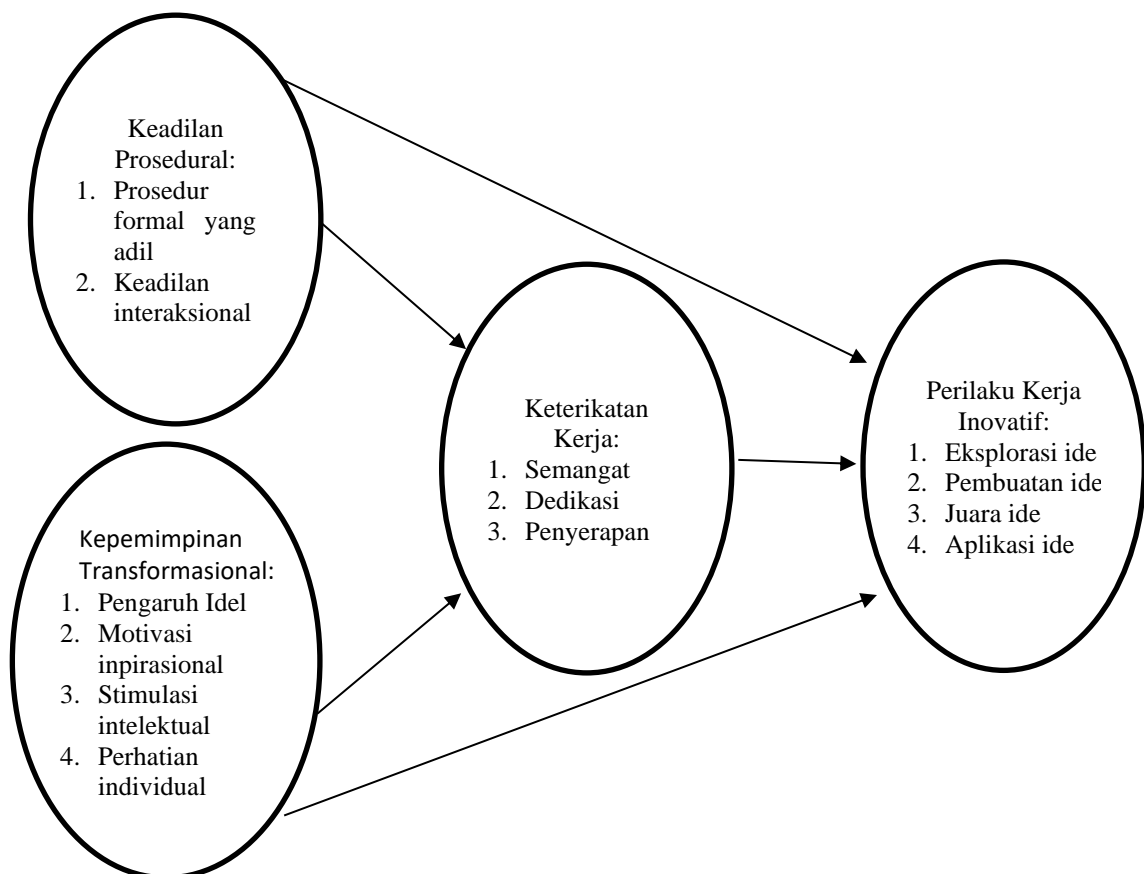 Keadilan
Prosedural:
1. Prosedur
formal yang
adil
2. Keadilan
interaksional
Kepemimpinan
Transformasional:
1. Pengaruh Idel
2. Motivasi
inpirasional
3. Stimulasi
intelektual
4. Perhatian
individual
Keterikatan
Kerja:
1. Semangat
2. Dedikasi
3. Penyerapan
Perilaku Kerja
Inovatif:
1. Eksplorasi ide
2. Pembuatan ide
3. Juara ide
4. Aplikasi ide